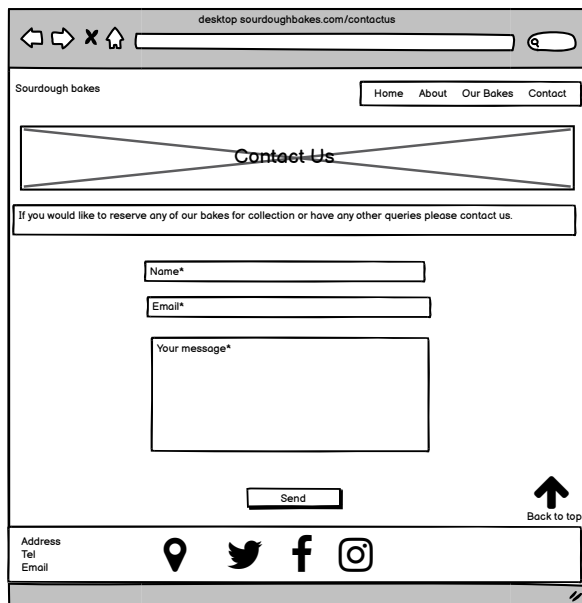 desktop sourdoughbakes.com/contactus
Sourdough bakes
Home About Our Bakes Contact
Contact Us
If you would like to reserve any of our bakes for collection or have any other queries please contact us.
Name*
Email*
Your message*
Send
Back to top
Address
Tel
Email